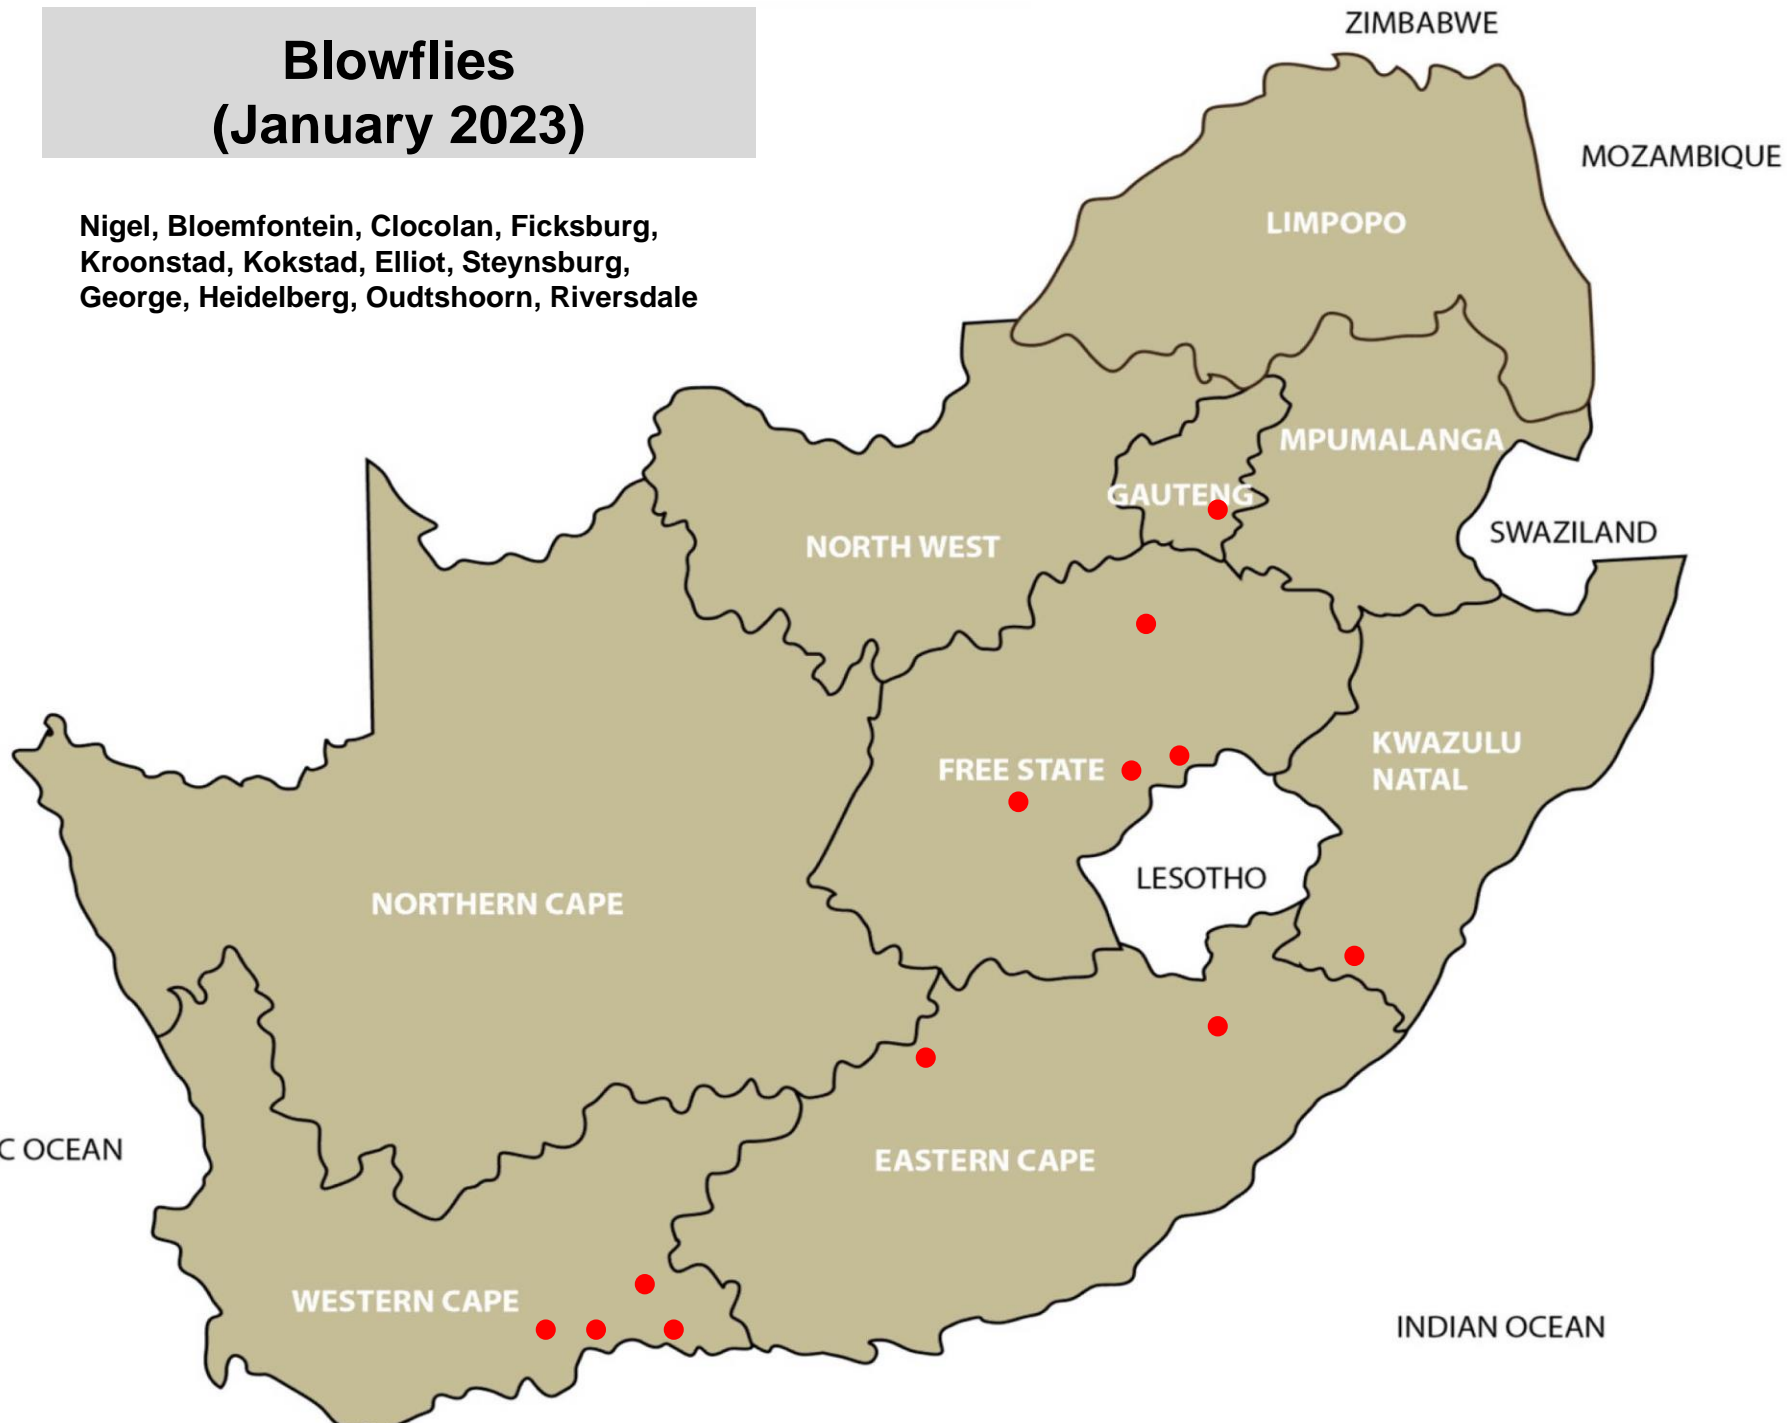 Blowflies
(January 2023)
Nigel, Bloemfontein, Clocolan, Ficksburg,
Kroonstad, Kokstad, Elliot, Steynsburg,
George, Heidelberg, Oudtshoorn, Riversdale
ZIMBABWE
MOZAMBIQUE
LIMPOPO
MPUMALANGA
GAUTENG
SWAZILAND
NORTH WEST
KWAZULU
NATAL
FREE STATE
LESOTHO
NORTHERN CAPE
C OCEAN
EASTERN CAPE
WESTERN CAPE
INDIAN OCEAN